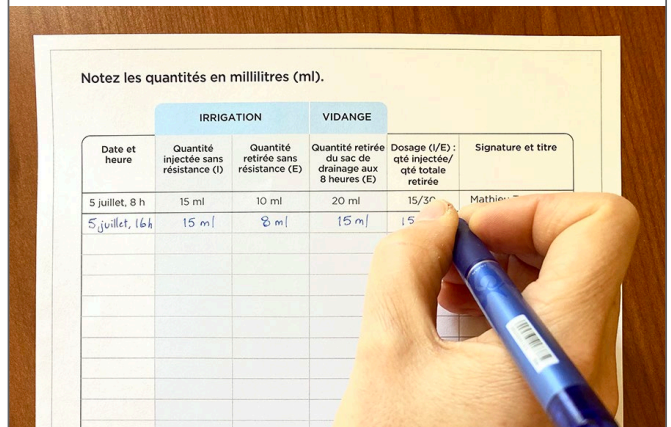 Notez les quantités en millilitres (ml).
IRRIGATION VIDANGE
Date et heure Quantité injectée sans résistance (I) Quantité retirée sans résistance (E) Quantité retirée du sac de drainage aux 8 heures (E) Dosage (I/E) : qté injectée/ qté totale retirée Signature et titre
5 juillet, 8 h 15 ml 10 ml 20 ml 15/30 Mathieu
5 juillet, 16h 15 ml 8 ml 15 ml 15